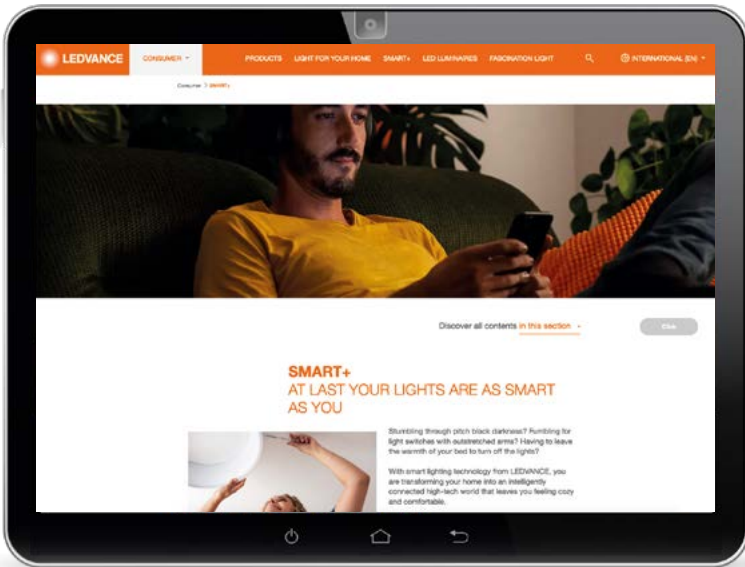 LEDVANCE
CONSUMER
PRODUCTS LIGHT FOR YOUR HOME SMART+ LED LUMINAIRES FASCINATION LIGHT
INTERNATIONAL (EN)
Consumer > SMART+
Discover all contents in this section
SMART+
AT LAST YOUR LIGHTS ARE AS SMART
AS YOU
Stumbling through pitch black darkness? Fumbling for
light switches with outstretched arms? Having to leave
the warmth of your bed to turn off the lights?
With smart lighting technology from LEDVANCE, you
are transforming your home into an intelligently
connected high-tech world that leaves you feeling cozy
and comfortable.